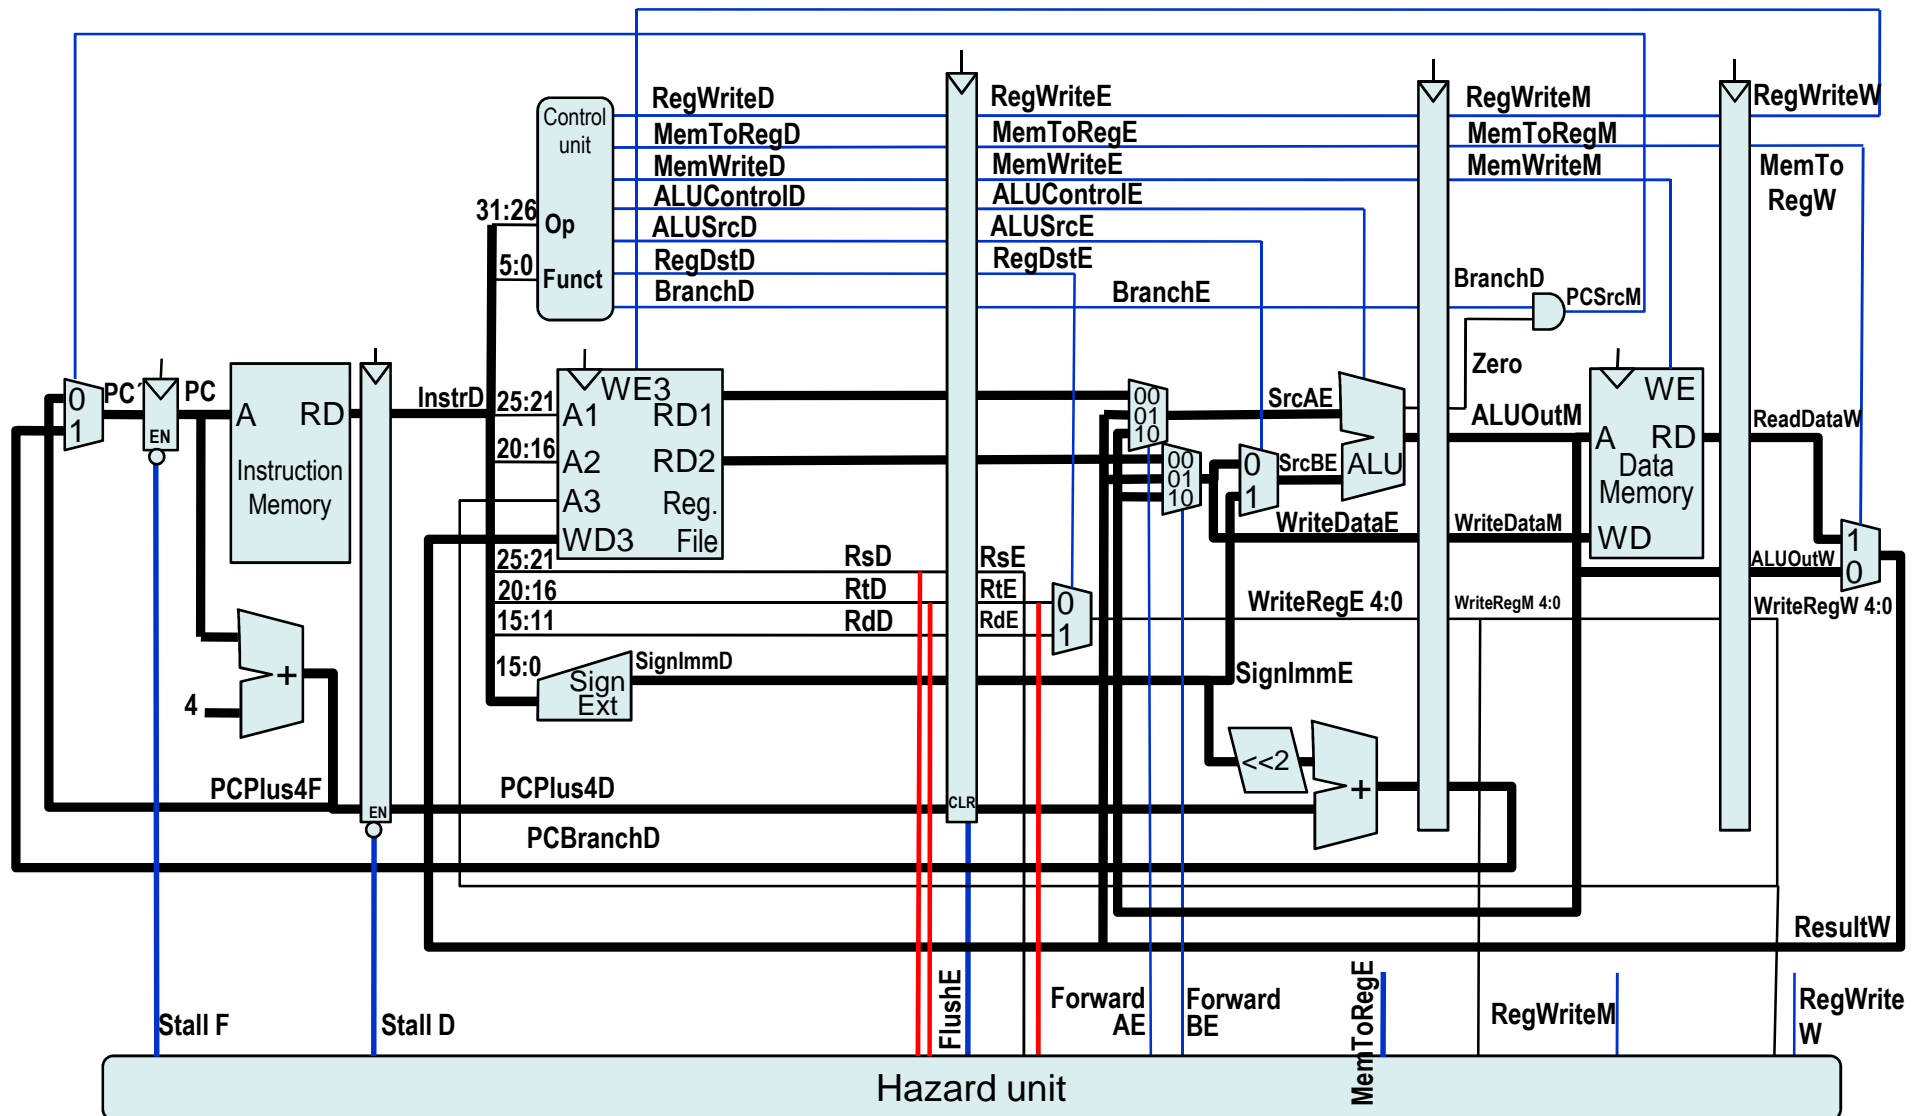 RegWriteD
RegWriteE
RegWriteM
RegWriteW
Control
unit
MemToRegD
MemToRegE
MemToRegM
MemWriteD
MemWriteE
MemWriteM
MemTo
RegW
ALUControlD
ALUControlE
31:26
Op
ALUSrcD
ALUSrcE
5:0
Funct
RegDstD
RegDstE
BranchD
BranchE
BranchD
PCSrcM
Zero
0
1
PC´
EN
PC
A
RD
Instruction
Memory
InstrD
25:21
20:16
WE3
A1
RD1
A2
RD2
A3
Reg.
WD3
File
00
01
10
00
01
10
SrcAE
0
1
SrcBE
ALU
ALUOutM
WE
A
RD
Data
Memory
WD
ReadDataW
WriteDataE
WriteDataM
1
0
ALUOutW
25:21
RsD
RsE
20:16
RtD
RtE
15:11
RdD
RdE
0
1
WriteRegE 4:0
WriteRegM 4:0
WriteRegW 4:0
15:0
Sign
Ext
SignImmD
SignImmE
+
4
<<2
+
PCPlus4F
EN
PCPlus4D
CLR
PCBranchD
ResultW
Stall F
Stall D
FlushE
Forward
AE
Forward
BE
MemToRegE
RegWriteM
RegWrite
W
Hazard unit